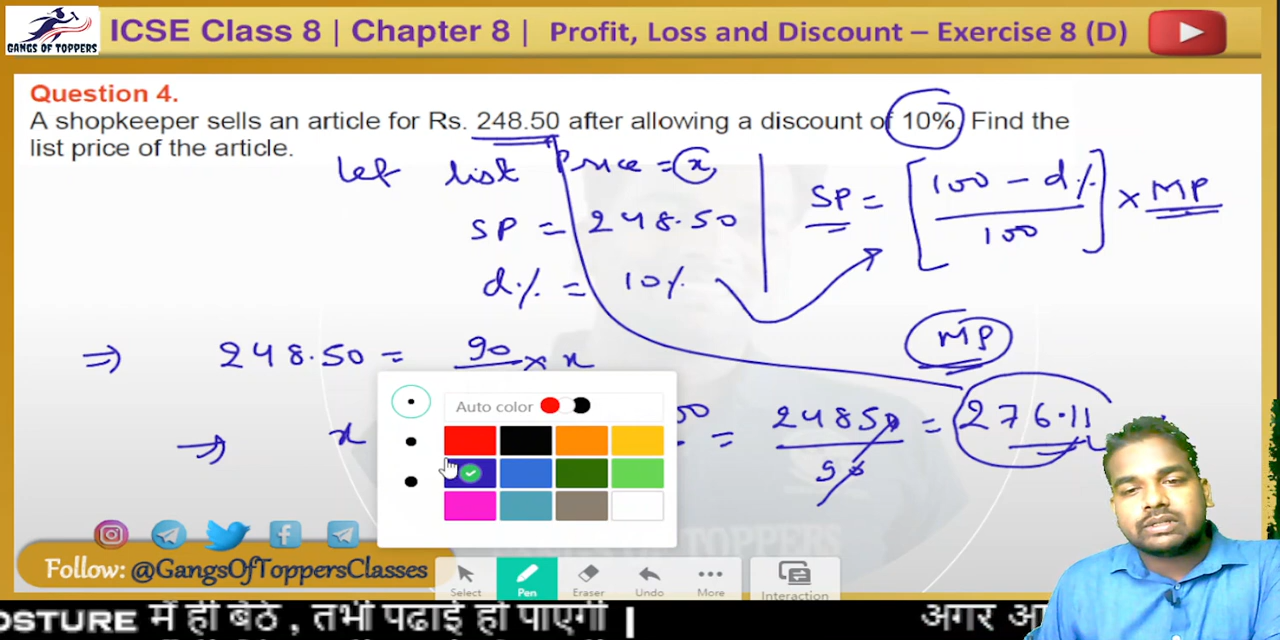 GANGS OF TOPPERS
ICSE Class 8 | Chapter 8 | Profit, Loss and Discount – Exercise 8 (D)
Question 4.
A shopkeeper sells an article for Rs. 248.50 after allowing a discount of 10%. Find the
list price of the article.
Let list Price = x
SP = 248.50
d% = 10%
SP = [100 - d% / 100] × MP
MP
=> 248.50 = 90 × x
=> x
= 24850 / 90 = 276.11
Auto color
Follow: @GangsOfToppersClasses
Select Pen Eraser Undo More Interaction
OSTURE में ही बैठे , तभी पढाई हो पाएगी | अगर आ